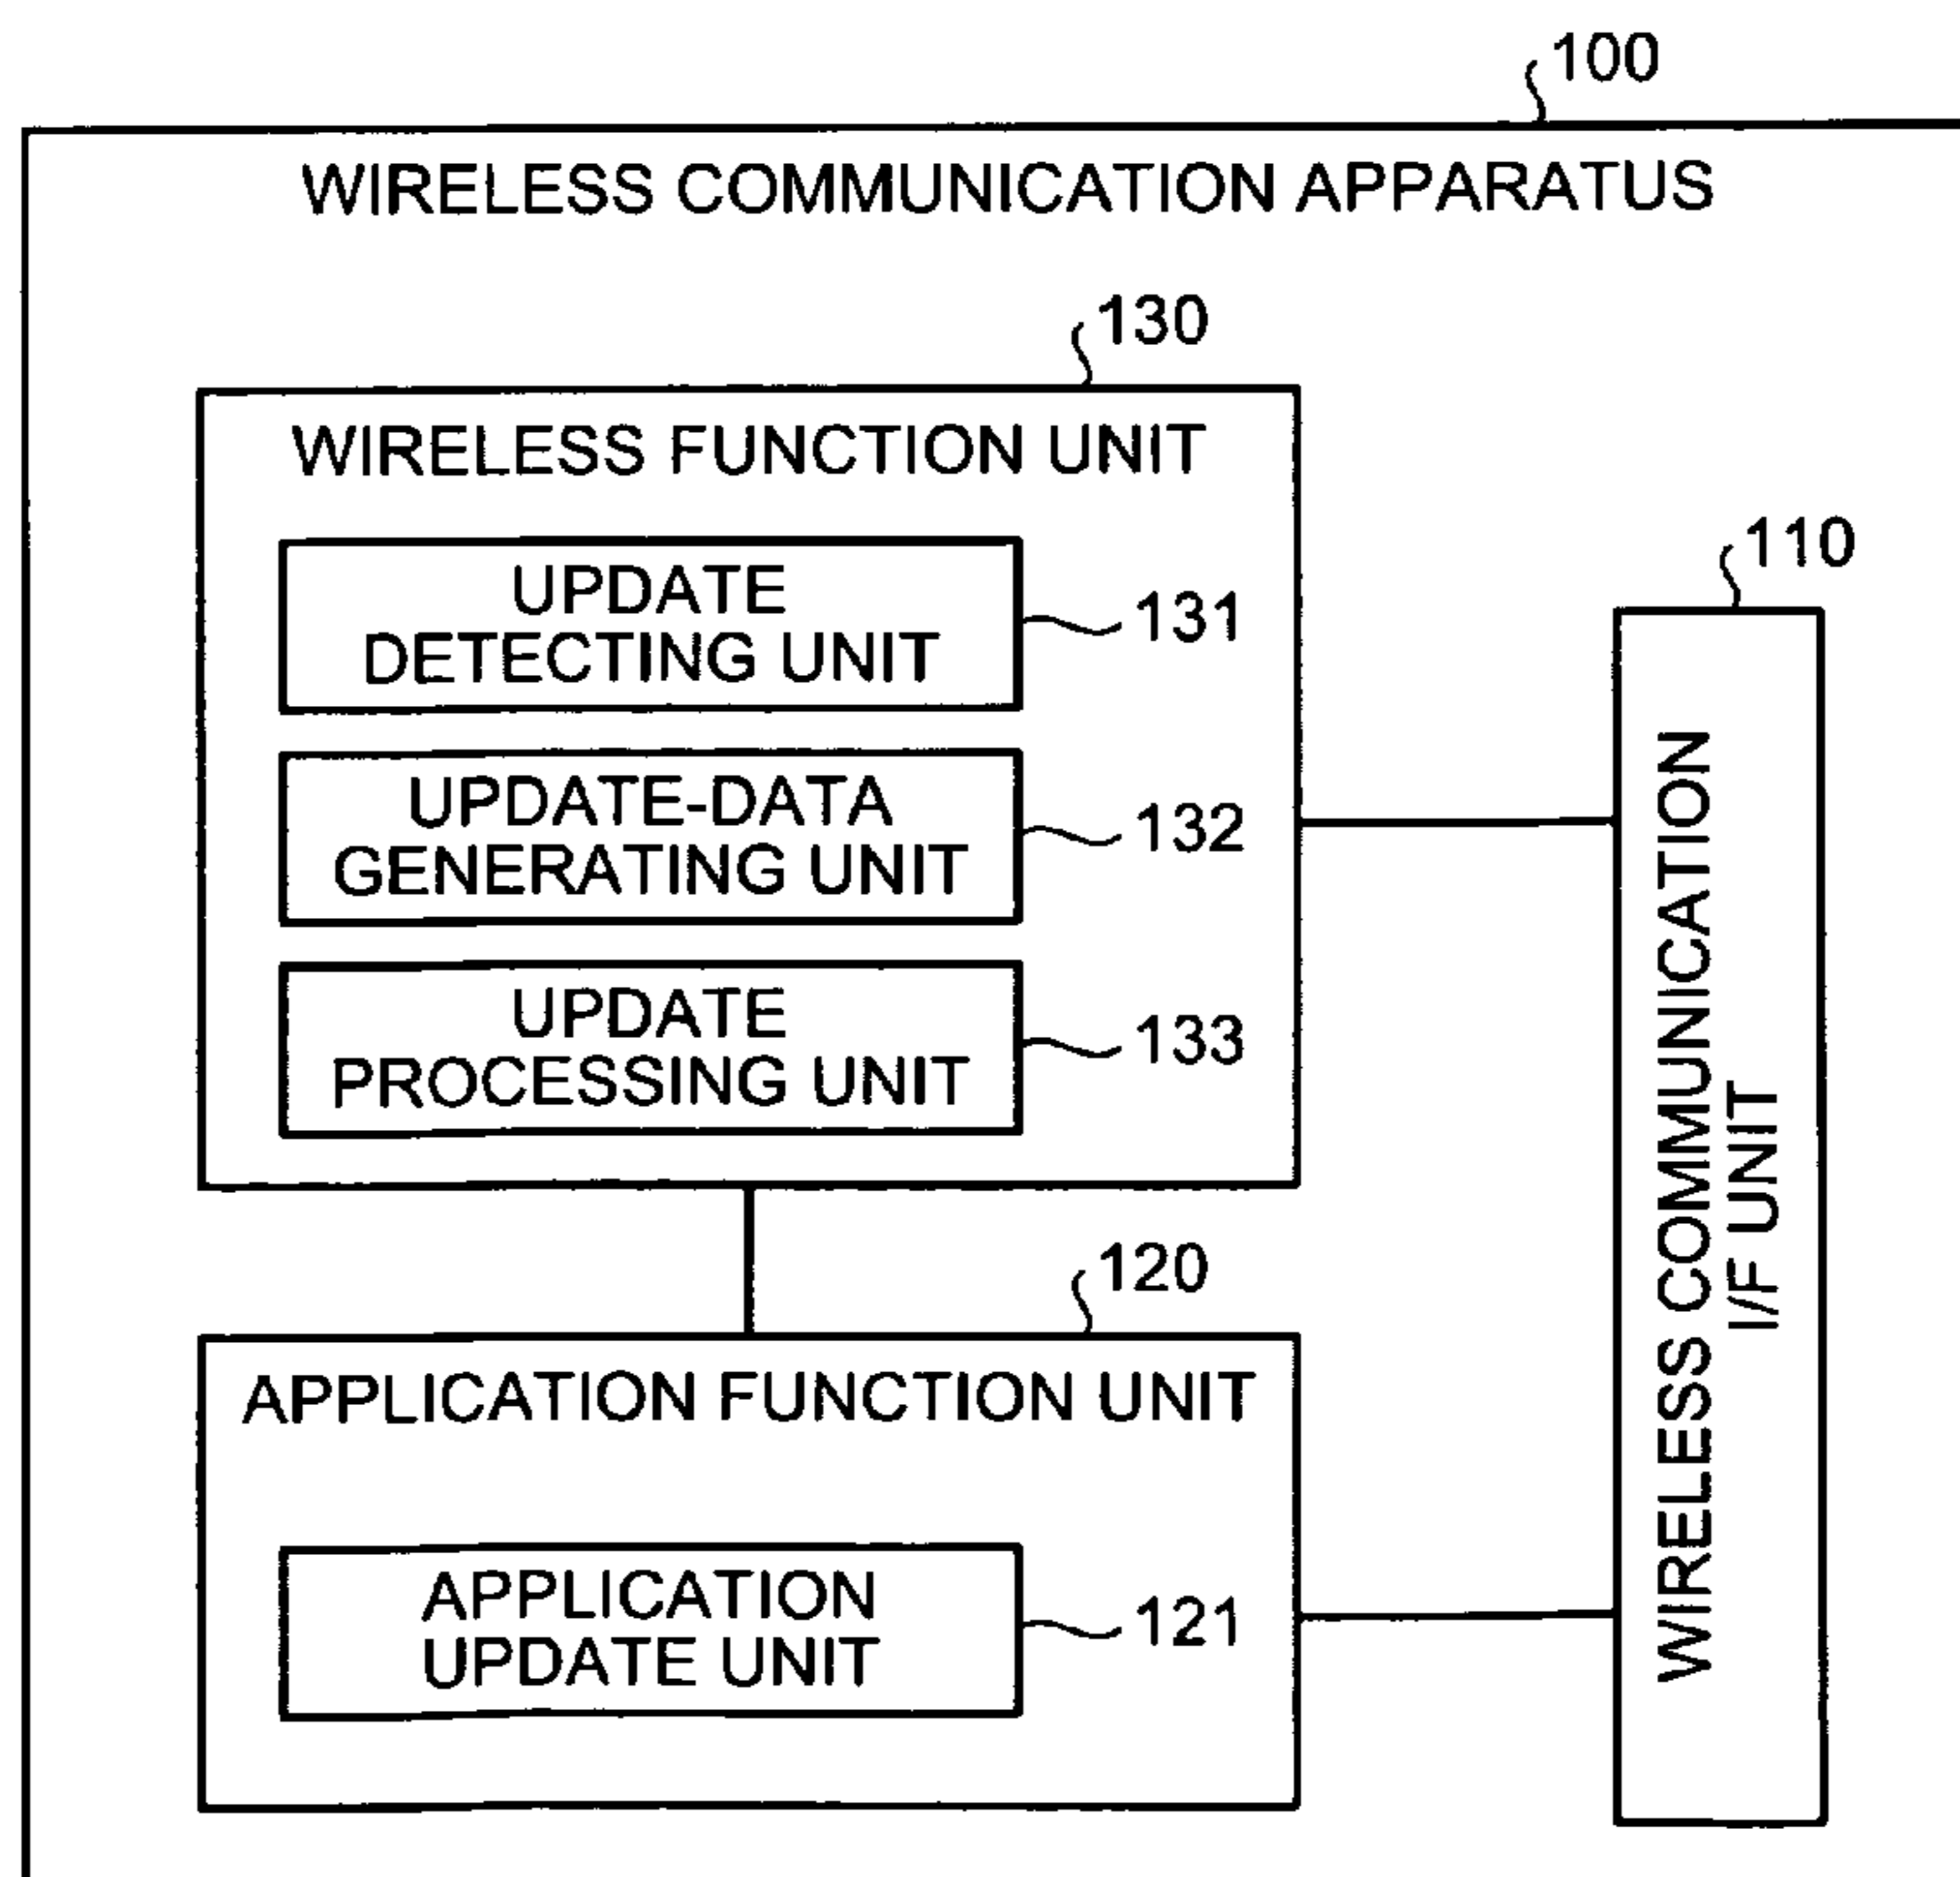 100
WIRELESS COMMUNICATION APPARATUS
130
WIRELESS FUNCTION UNIT
UPDATE
DETECTING UNIT
131
UPDATE-DATA
GENERATING UNIT
132
UPDATE
PROCESSING UNIT
133
110
WIRELESS COMMUNICATION
I/F UNIT
120
APPLICATION FUNCTION UNIT
APPLICATION
UPDATE UNIT
121